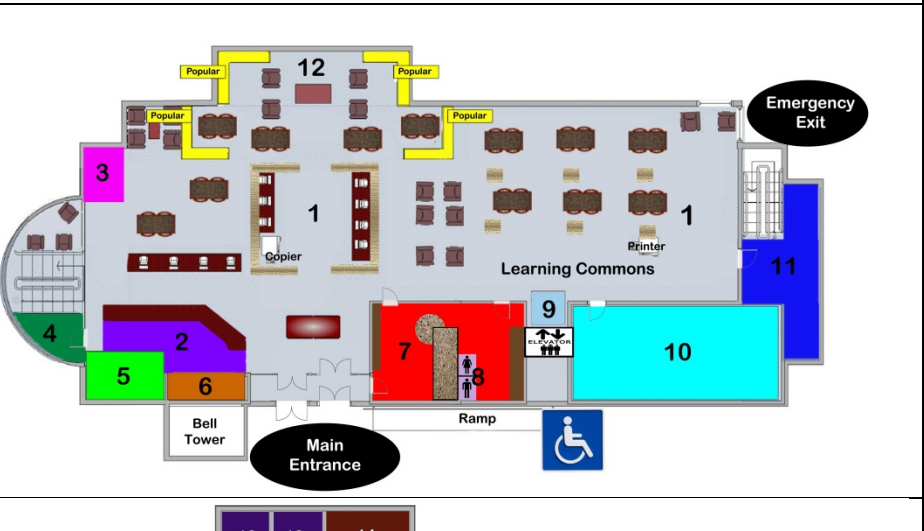 12
Popular
Popular
Popular
Popular
Emergency
Exit
3
1
1
Copier
Printer
Learning Commons
11
4
2
9
ELEVATOR
7
10
5
6
8
Bell
Tower
Ramp
Main
Entrance